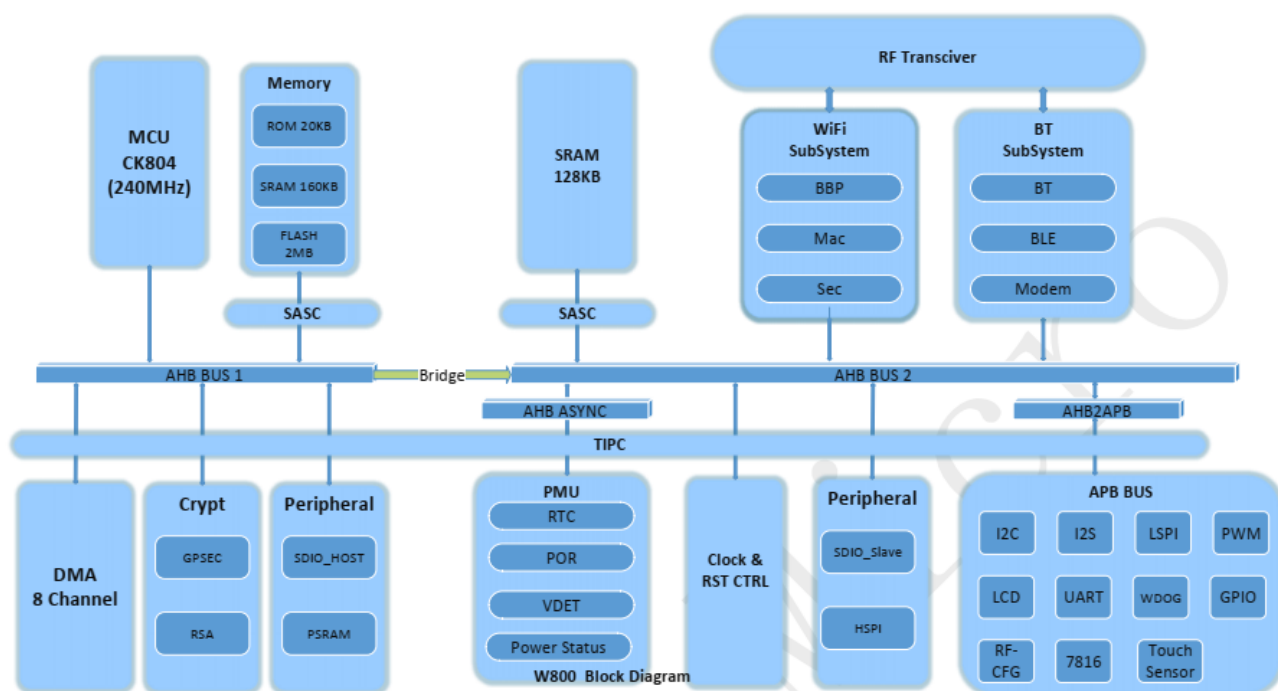 RF Transciver
MCU
CK804
(240MHz)
Memory
ROM 20KB
SRAM 160KB
FLASH
2MB
SASC
SRAM
128KB
SASC
WiFi
SubSystem
BBP
Mac
Sec
BT
SubSystem
BT
BLE
Modem
AHB BUS 1
Bridge
AHB BUS 2
AHB ASYNC
AHB2APB
TIPC
DMA
8 Channel
Crypt
GPSEC
RSA
Peripheral
SDIO_HOST
PSRAM
PMU
RTC
POR
VDET
Power Status
Clock &
RST CTRL
Peripheral
SDIO_Slave
HSPI
APB BUS
I2C
I2S
LSPI
PWM
LCD
UART
WDOG
GPIO
RF-
CFG
7816
Touch
Sensor
W800 Block Diagram